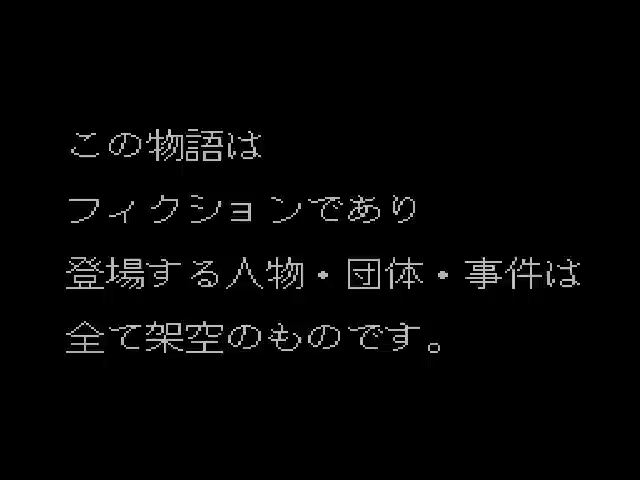 この物語は
フィクションであり
登場する人物・団体・事件は
全て架空のものです。